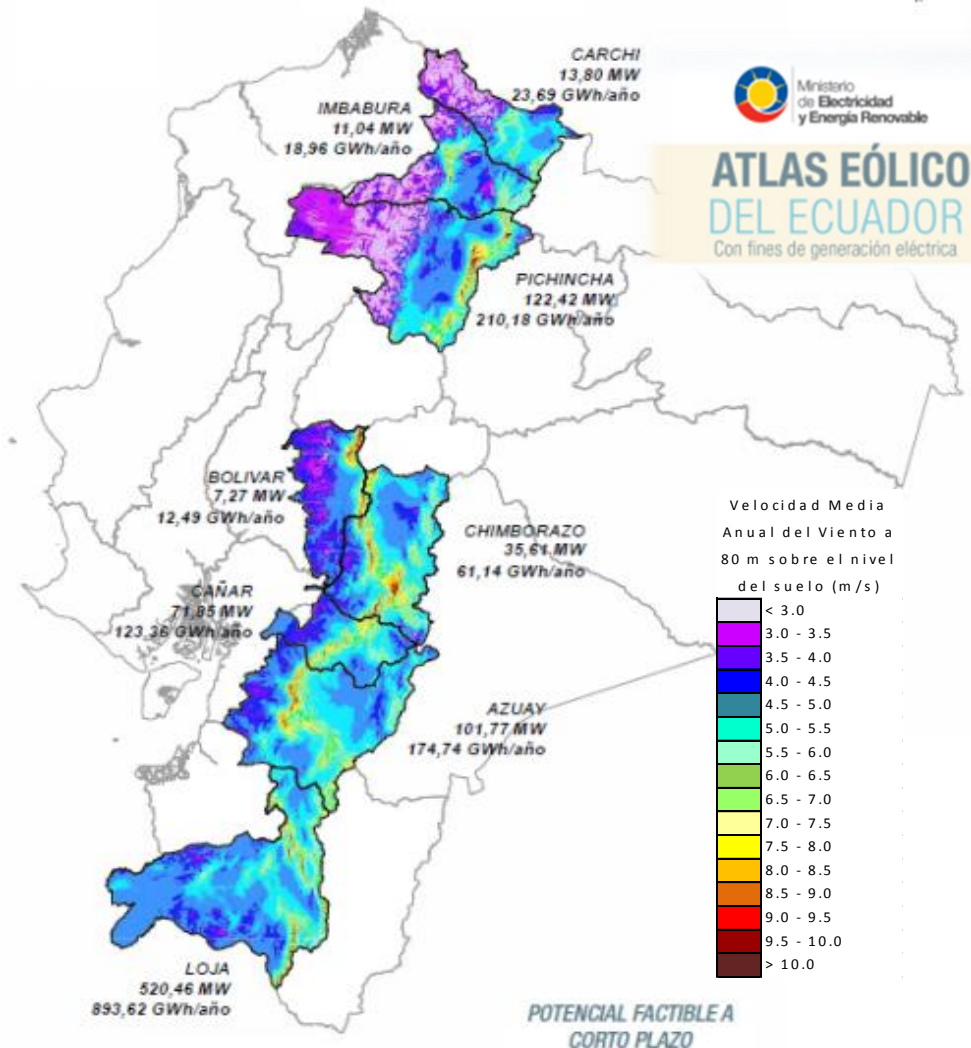 CARCHI
13,80 MW
23,69 GWh/año
IMBABURA
11,04 MW
18,96 GWh/año
Ministerio
de Electricidad
y Energía Renovable
ATLAS EÓLICO
DEL ECUADOR
Con fines de generación eléctrica
PICHINCHA
122,42 MW
210,18 GWh/año
BOLIVAR
7,27 MW
12,49 GWh/año
CHIMBORAZO
35,61 MW
61,14 GWh/año
CAÑAR
71,85 MW
123,36 GWh/año
AZUAY
101,77 MW
174,74 GWh/año
LOJA
520,46 MW
893,62 GWh/año
Velocidad Media
Anual del Viento a
80 m sobre el nivel
del suelo (m/s)
< 3.0
3.0 - 3.5
3.5 - 4.0
4.0 - 4.5
4.5 - 5.0
5.0 - 5.5
5.5 - 6.0
6.0 - 6.5
6.5 - 7.0
7.0 - 7.5
7.5 - 8.0
8.0 - 8.5
8.5 - 9.0
9.0 - 9.5
9.5 - 10.0
> 10.0
POTENCIAL FACTIBLE A
CORTO PLAZO